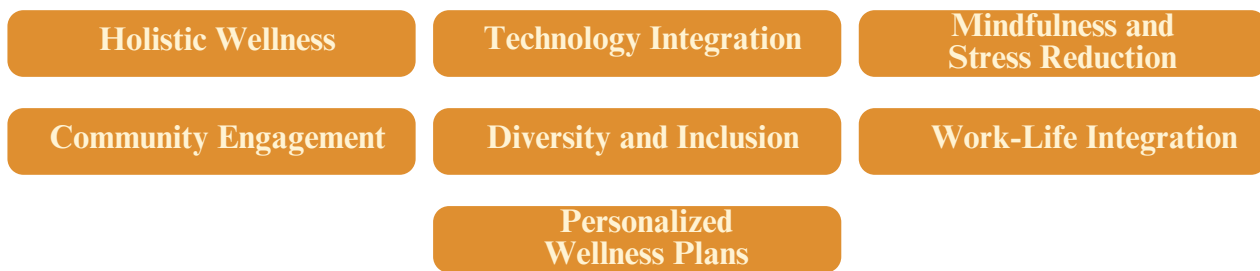 Holistic Wellness
Technology Integration
Mindfulness and
Stress Reduction
Community Engagement
Diversity and Inclusion
Work-Life Integration
Personalized
Wellness Plans